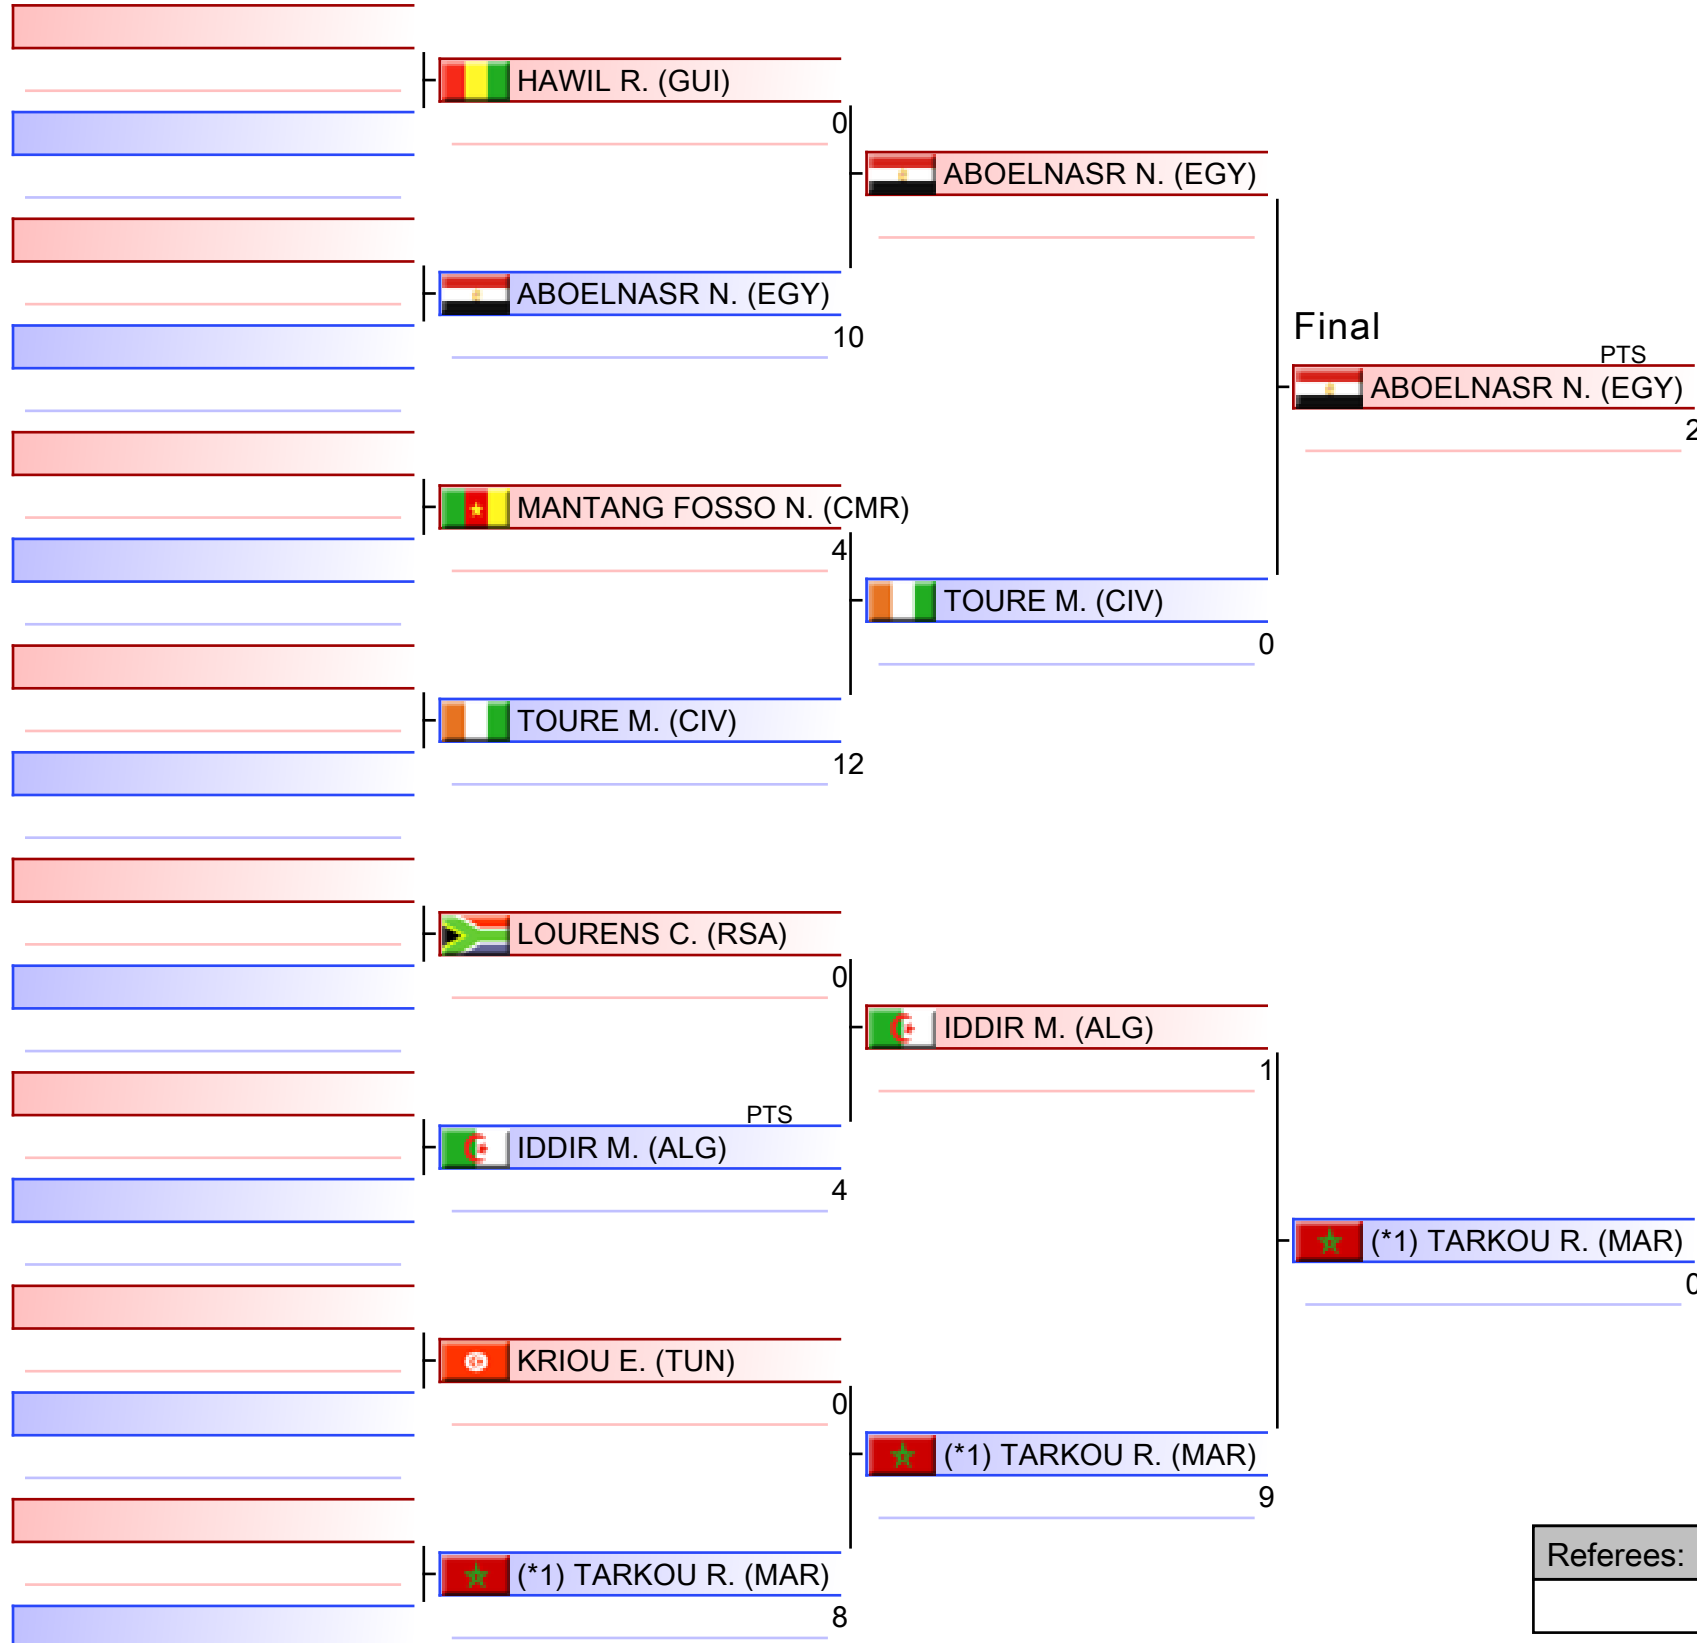 HAWIL R. (GUI)
0
ABOELNASR N. (EGY)
ABOELNASR N. (EGY)
10
Final
PTS
ABOELNASR N. (EGY)
2
MANTANG FOSSO N. (CMR)
4
TOURE M. (CIV)
0
TOURE M. (CIV)
12
LOURENS C. (RSA)
0
IDDIR M. (ALG)
1
PTS
IDDIR M. (ALG)
4
(*1) TARKOU R. (MAR)
0
KRIOU E. (TUN)
0
(*1) TARKOU R. (MAR)
9
Referees:
(*1) TARKOU R. (MAR)
8